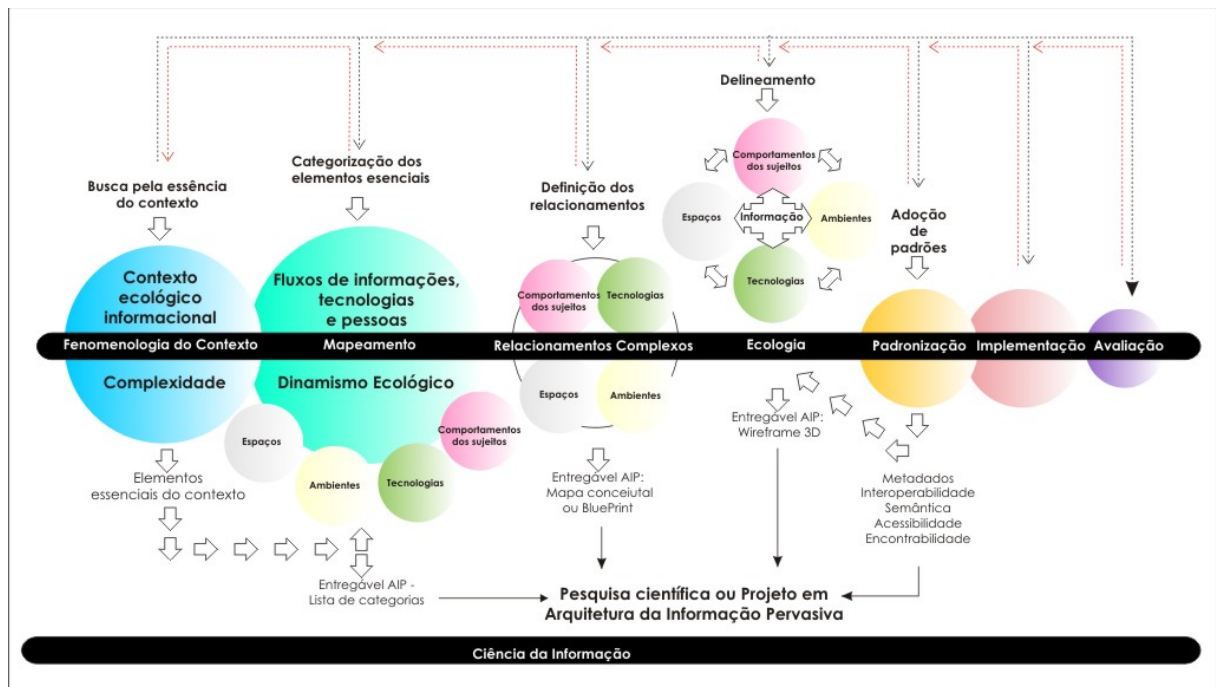 Delineamento
Categorização dos
elementos esenciais
Busca pela essência
do contexto
Definição dos
relacionamentos
Adoção
de
padrões
Comportamentos
dos sujeitos
Espaços
Informação
Ambientes
Tecnologias
Contexto
ecológico
informacional
Fluxos de informações,
tecnologias
e pessoas
Comportamentos
dos sujeitos
Tecnologias
Fenomenologia do Contexto
Mapeamento
Relacionamentos Complexos
Ecologia
Padronização
Implementação
Avaliação
Complexidade
Dinamismo Ecológico
Espaços
Ambientes
Tecnologias
Comportamentos
dos sujeitos
Espaços
Ambientes
Entregável AIP:
Wireframe 3D
Elementos
essenciais do contexto
Entregável AIP:
Mapa conceiutal
ou BluePrint
Metadados
Interoperabilidade
Semântica
Acessibilidade
Encontrabilidade
Entregável AIP -
Lista de categorias
Pesquisa científica ou Projeto em
Arquitetura da Informação Pervasiva
Ciência da Informação